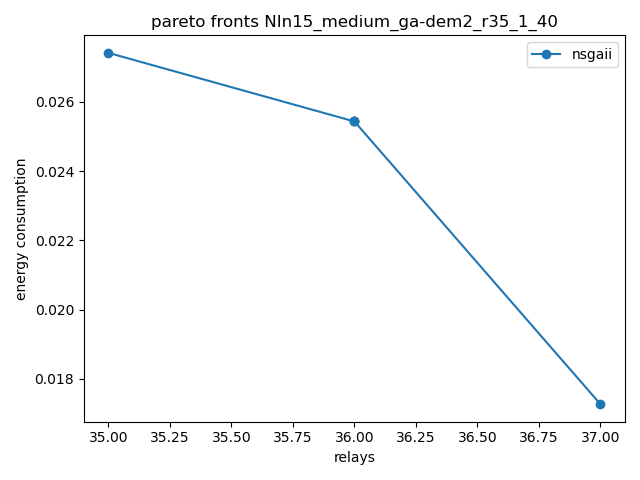 pareto fronts NIn15_medium_ga-dem2_r35_1_40
nsgaii
0.026
0.024
0.022
0.020
0.018
energy consumption
35.00 35.25 35.50 35.75 36.00 36.25 36.50 36.75 37.00
relays